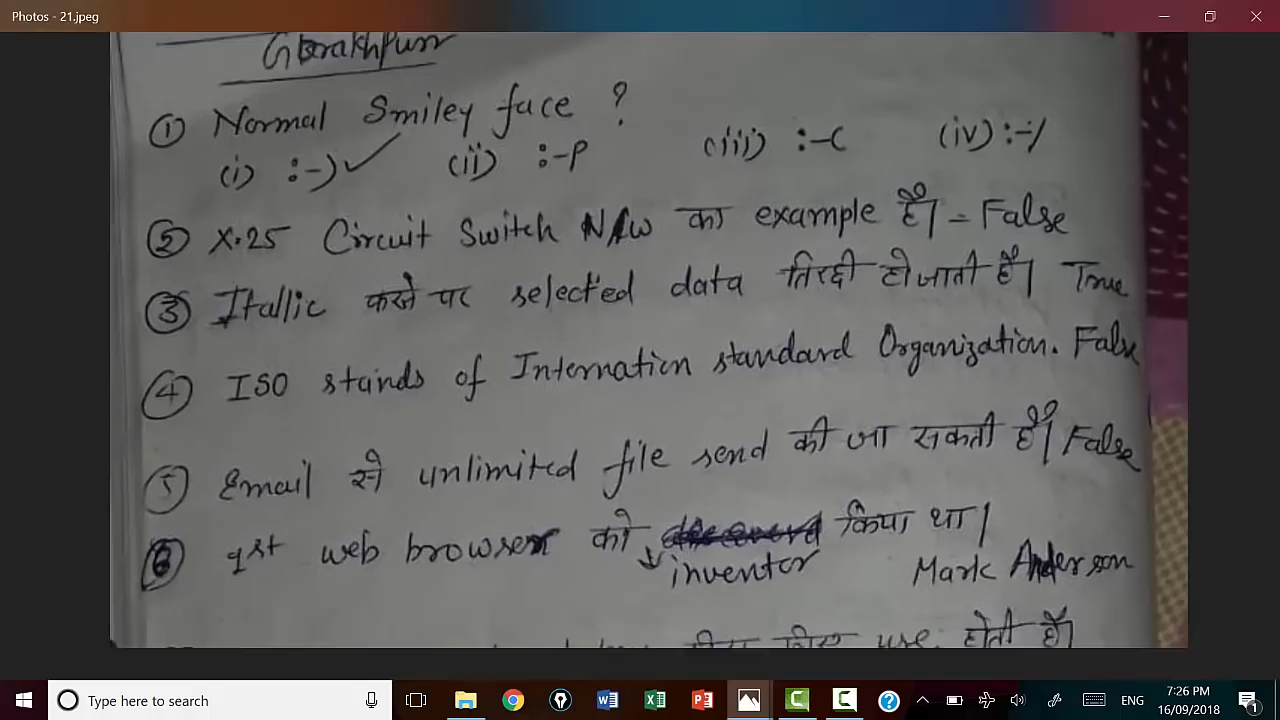 Photos - 21.jpeg
Gorakhpur
① Normal Smiley face ?
(i) :-) ✓ (ii) :-P (iii) :-( (iv) :-/
② X.25 Circuit Switch N/W का example है। - False
③ Itallic करने पर selected data तिरछी हो जाती है। True
④ ISO stands of Internation standard Organization. False
⑤ Email से unlimited file send की जा सकती है। False
⑥ 1st web browser को किया था।
inventor Mark Anderson
use होती है।
Type here to search
ENG
7:26 PM
16/09/2018
1